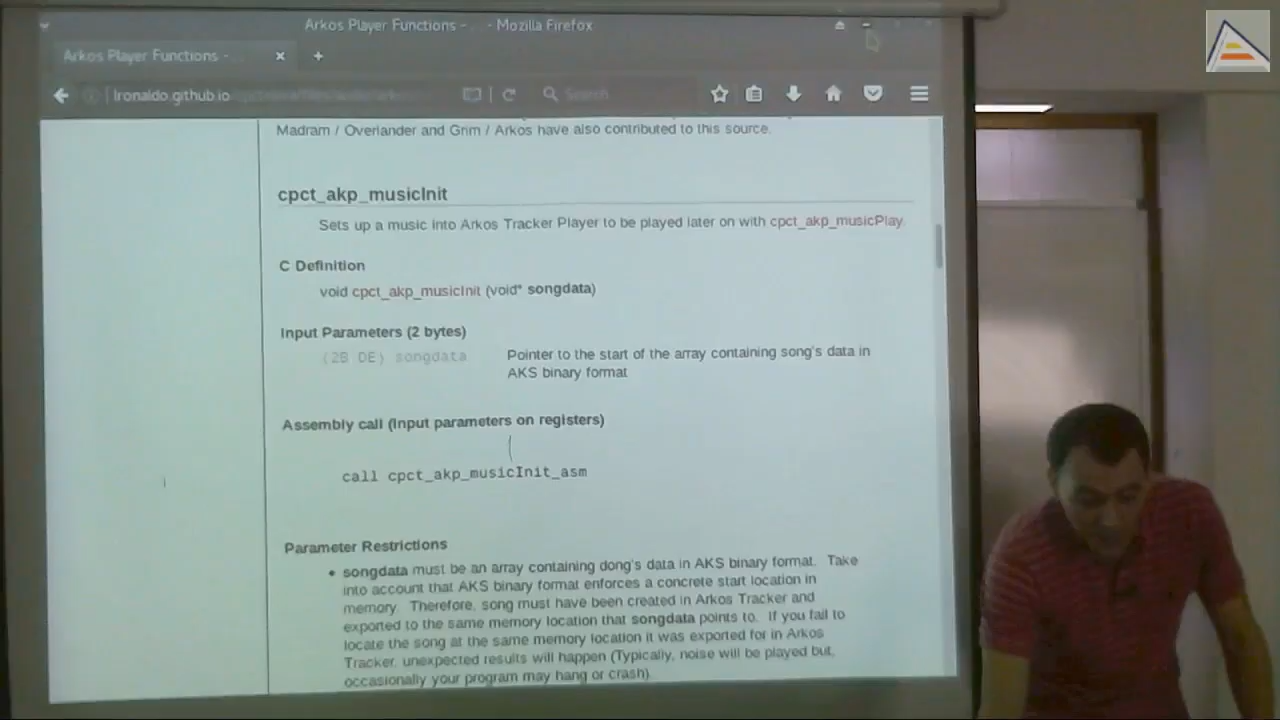 Arkos Player Functions - ... - Mozilla Firefox
Arkos Player Functions - ...
lronaldo.github.io
Search
Madram / Overlander and Grim / Arkos have also contributed to this source.
cpct_akp_musicInit
Sets up a music into Arkos Tracker Player to be played later on with cpct_akp_musicPlay.
C Definition
void cpct_akp_musicInit (void* songdata)
Input Parameters (2 bytes)
(2B DE) songdata Pointer to the start of the array containing song's data in
AKS binary format
Assembly call (Input parameters on registers)
call cpct_akp_musicInit_asm
Parameter Restrictions
• songdata must be an array containing dong's data in AKS binary format. Take
into account that AKS binary format enforces a concrete start location in
memory. Therefore, song must have been created in Arkos Tracker and
exported to the same memory location that songdata points to. If you fail to
locate the song at the same memory location it was exported for in Arkos
Tracker, unexpected results will happen (Typically, noise will be played but,
occasionally your program may hang or crash).